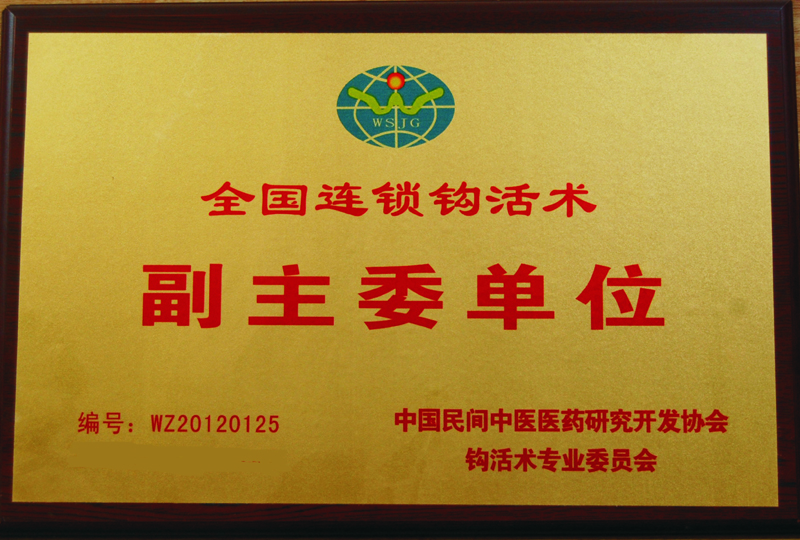 WSJG
全国连锁钩活术
副主委单位
编号：WZ20120125
中国民间中医医药研究开发协会
钩活术专业委员会